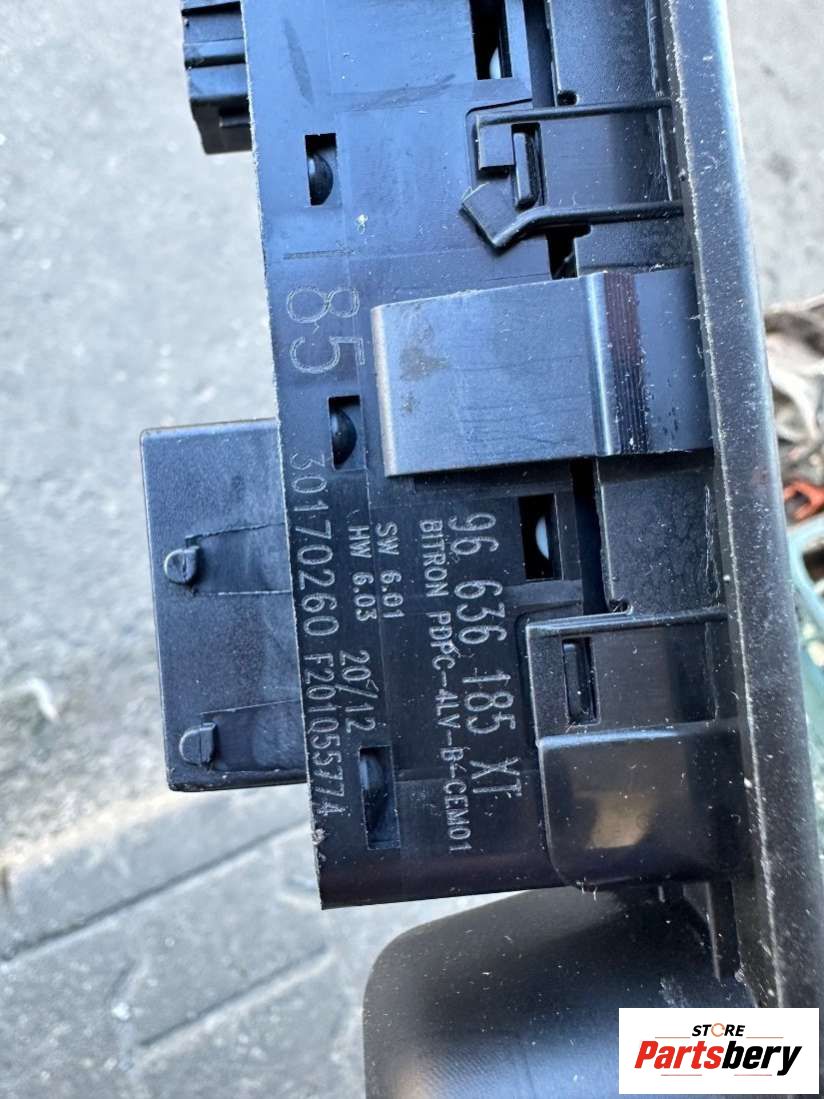 96 636 185 XT
BITRON PDPC-4LV-B-CEM01
SW 6.01
HW 6.03 20/12
30170260 F201055774
85
STORE
Partsbery